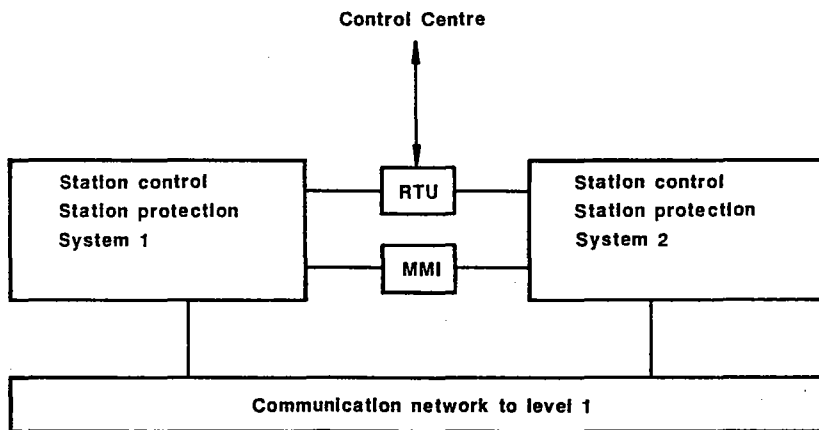 Control Centre
Station control
Station protection
System 1
RTU
MMI
Station control
Station protection
System 2
Communication network to level 1